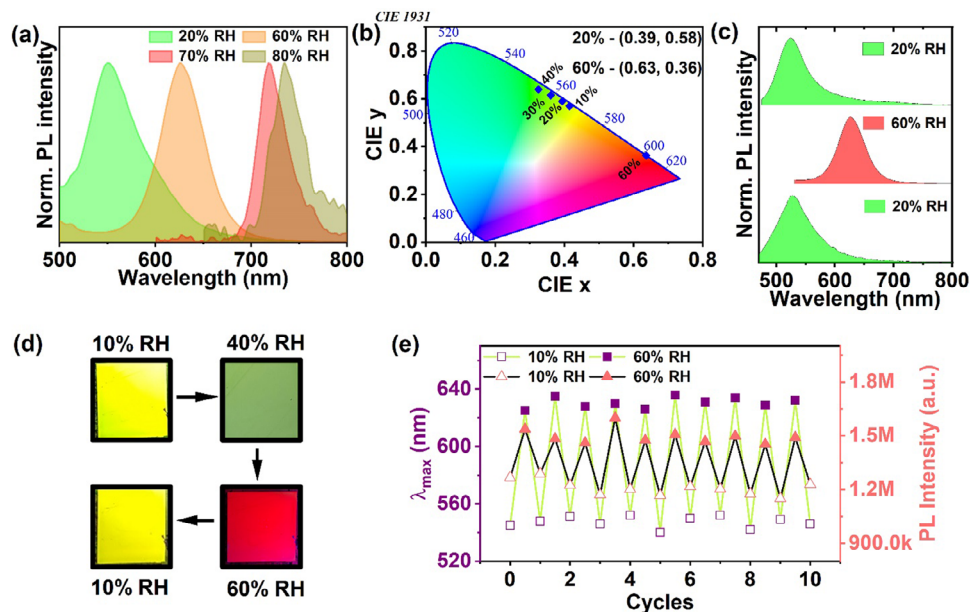 (a)
20% RH
60% RH
70% RH
80% RH
Norm. PL intensity
500
600
700
800
Wavelength (nm)
(b)
CIE 1931
20% - (0.39, 0.58)
60% - (0.63, 0.36)
520
540
560
580
600
620
500
480
460
40%
30%
20%
10%
60%
CIE y
0.8
0.6
0.4
0.2
0.0
0.0
0.2
0.4
0.6
0.8
CIE x
(c)
20% RH
60% RH
20% RH
Norm. PL intensity
500
600
700
800
Wavelength (nm)
(d)
10% RH
40% RH
10% RH
60% RH
(e)
10% RH
60% RH
10% RH
60% RH
λmax (nm)
640
600
560
520
1.8M
1.5M
1.2M
900.0k
PL Intensity (a.u.)
0
2
4
6
8
10
Cycles